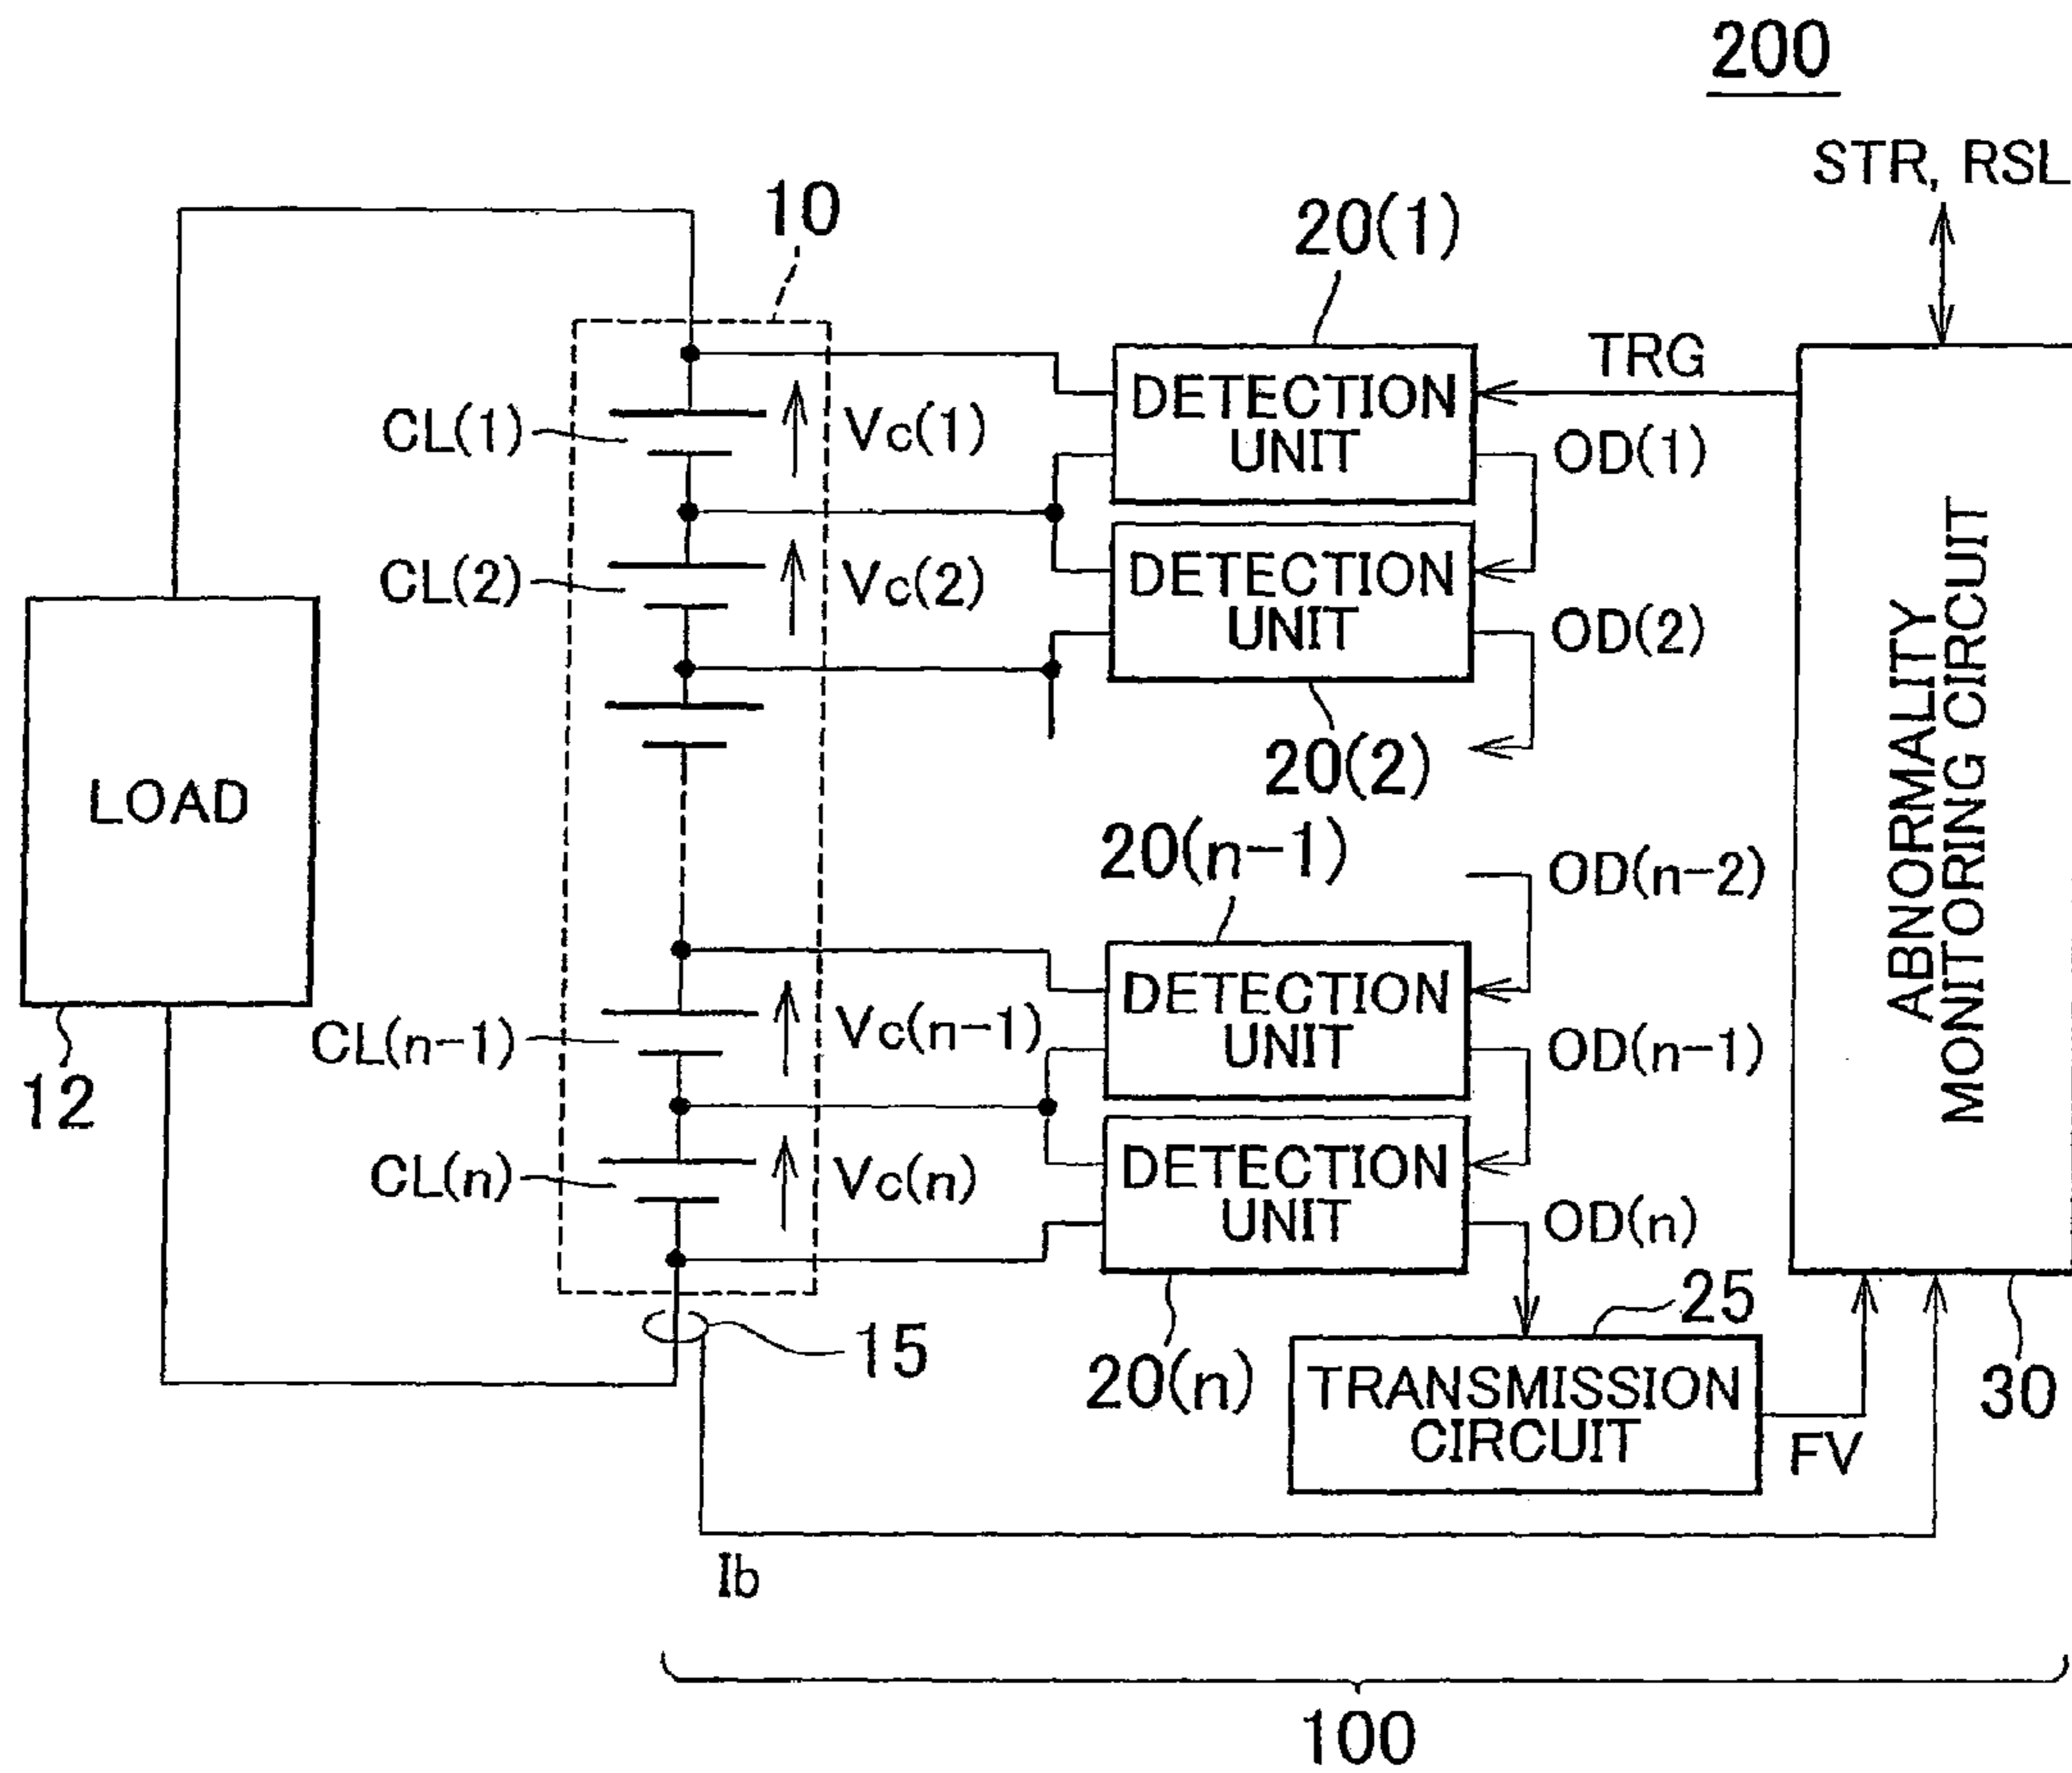 200
STR, RSL
10
20(1)
TRG
CL(1)
Vc(1)
DETECTION
UNIT
OD(1)
CL(2)
Vc(2)
DETECTION
UNIT
OD(2)
20(2)
LOAD
12
ABNORMALITY
MONITORING CIRCUIT
20(n-1)
OD(n-2)
CL(n-1)
Vc(n-1)
DETECTION
UNIT
OD(n-1)
CL(n)
Vc(n)
DETECTION
UNIT
OD(n)
15
20(n)
25
TRANSMISSION
CIRCUIT
FV
30
Ib
100